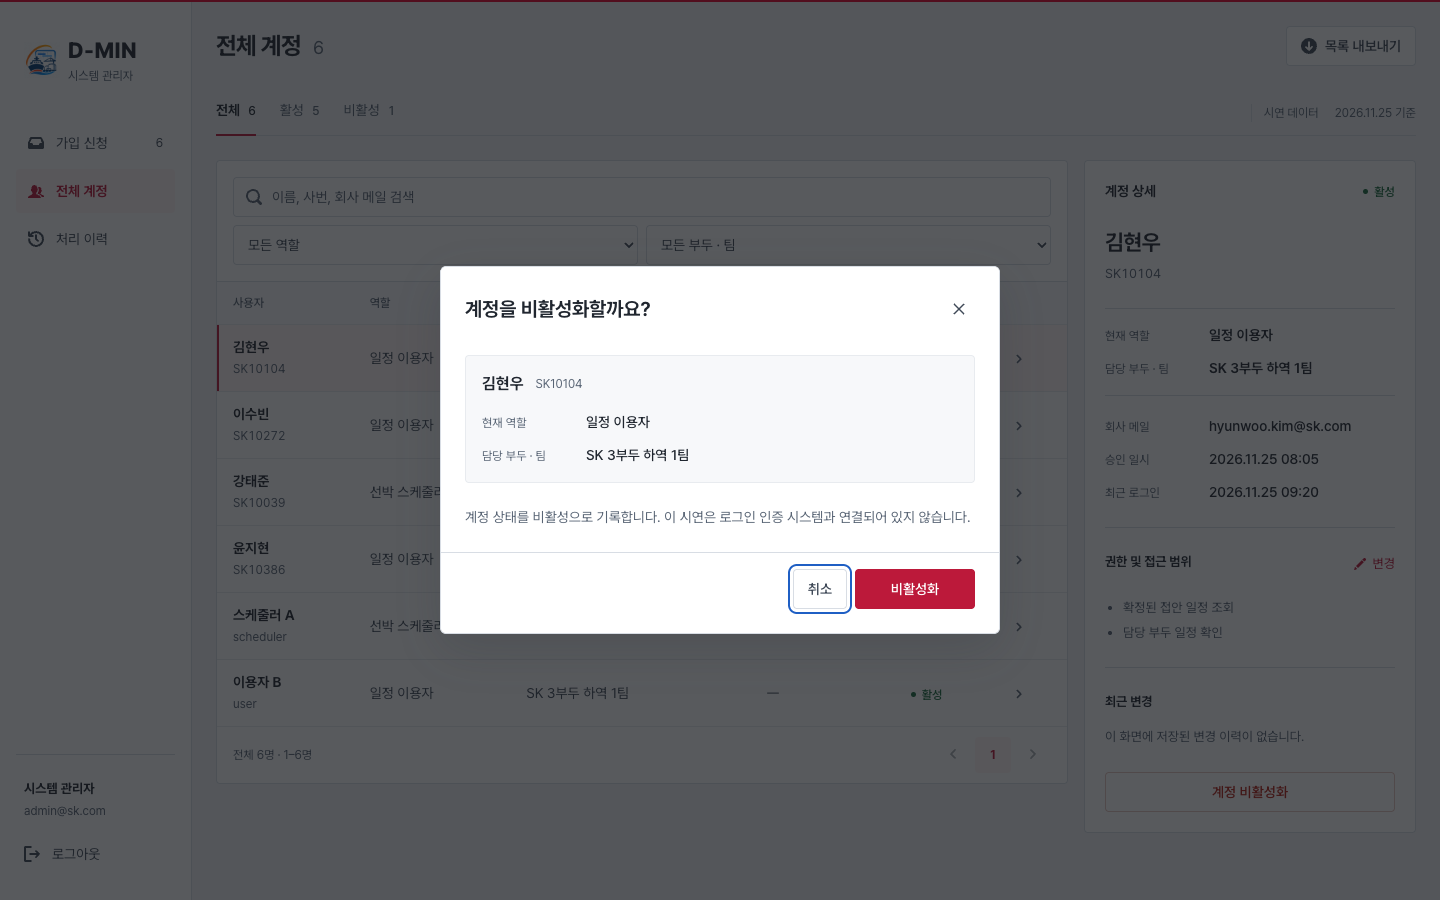 D-MIN
시스템 관리자
가입 신청 6
전체 계정
처리 이력
시스템 관리자
admin@sk.com
로그아웃
전체 계정 6
목록 내보내기
전체 6 활성 5 비활성 1
시연 데이터 2026.11.25 기준
이름, 사번, 회사 메일 검색
모든 역할 모든 부두 · 팀
사용자 역할
김현우
SK10104
일정 이용자
이수빈
SK10272
일정 이용자
강태준
SK10039
선박 스케줄러
윤지현
SK10386
일정 이용자
스케줄러 A
scheduler
선박 스케줄러
이용자 B
user
일정 이용자 SK 3부두 하역 1팀 — 활성
전체 6명 · 1–6명
1
계정을 비활성화할까요?
김현우 SK10104
현재 역할 일정 이용자
담당 부두 · 팀 SK 3부두 하역 1팀
계정 상태를 비활성으로 기록합니다. 이 시연은 로그인 인증 시스템과 연결되어 있지 않습니다.
취소 비활성화
계정 상세 활성
김현우
SK10104
현재 역할 일정 이용자
담당 부두 · 팀 SK 3부두 하역 1팀
회사 메일 hyunwoo.kim@sk.com
승인 일시 2026.11.25 08:05
최근 로그인 2026.11.25 09:20
권한 및 접근 범위 변경
• 확정된 접안 일정 조회
• 담당 부두 일정 확인
최근 변경
이 화면에 저장된 변경 이력이 없습니다.
계정 비활성화